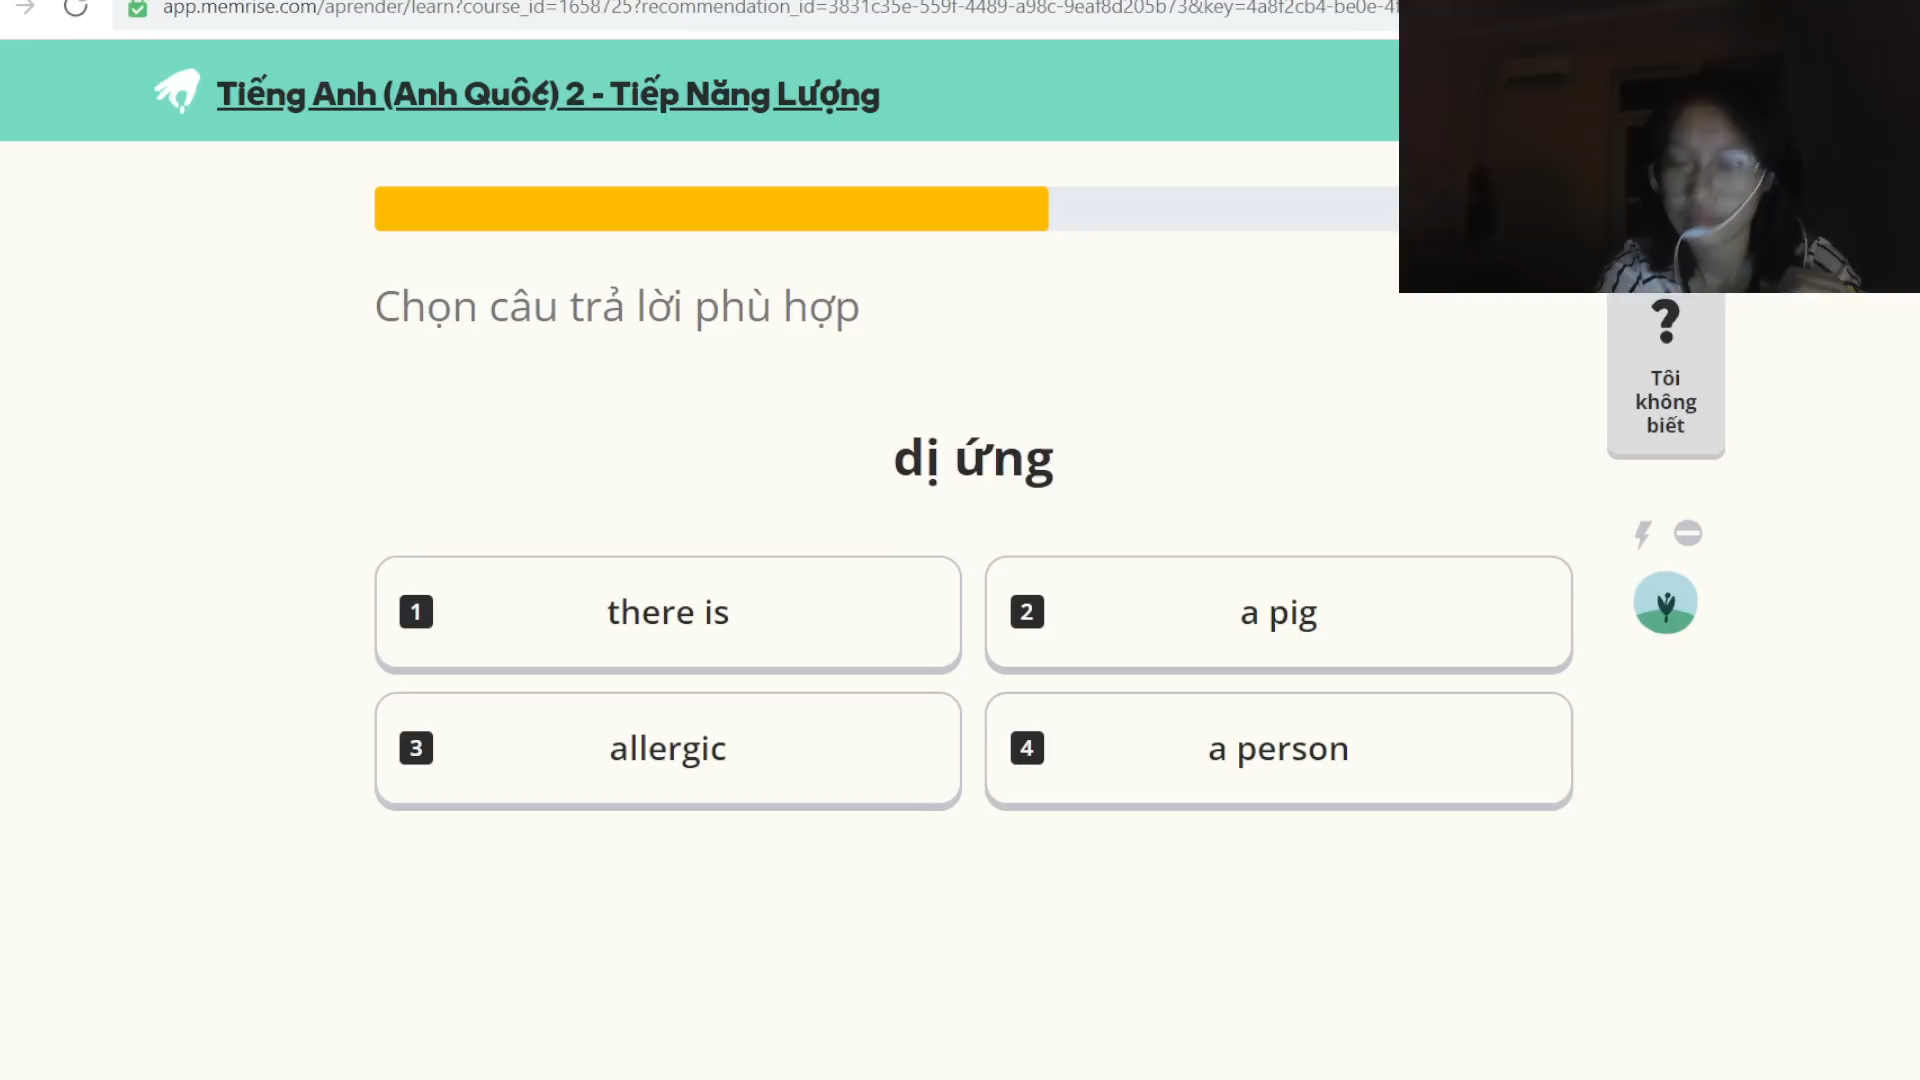 app.memrise.com/aprender/learn?course_id=1658725?recommendation_id=3831c35e-559f-4489-a98c-9eaf8d205b73&key=4a8f2cb4-be0e-4
Tiếng Anh (Anh Quốc) 2 - Tiếp Năng Lượng
Chọn câu trả lời phù hợp
?
Tôi
không
biết
dị ứng
1 there is
2 a pig
3 allergic
4 a person